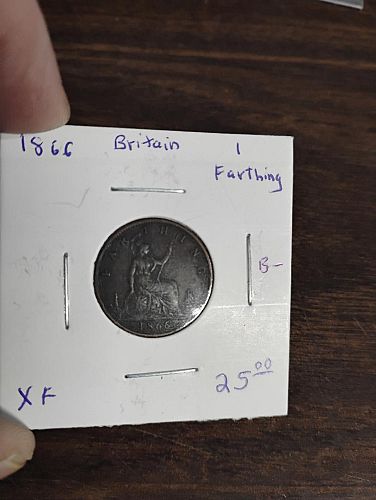 1866 Britain 1
Farthing
B-
FARTHING
1866
XF 25.00